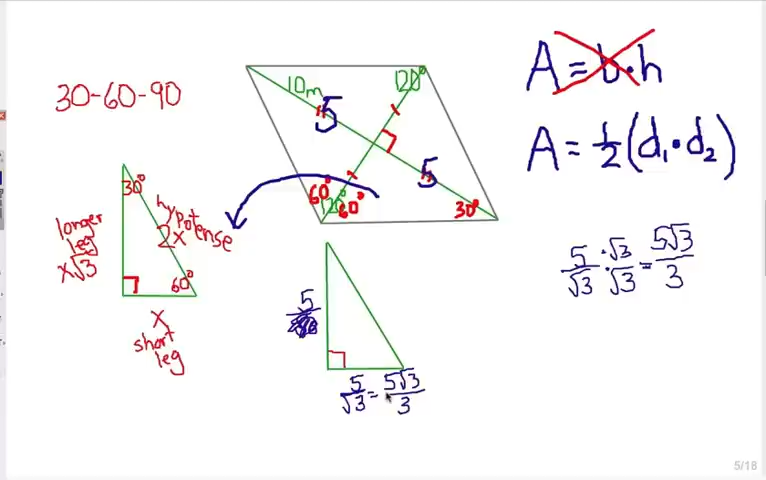 30-60-90
A = b·h
A = 1/2 (d₁·d₂)
10m
120°
5
5
60°
120°
60°
30°
30°
hypotenuse
2x
longer
leg
x√3
60°
x
short
leg
5
5/√3 = 5√3/3
5/√3 · √3/√3 = 5√3/3
5/18